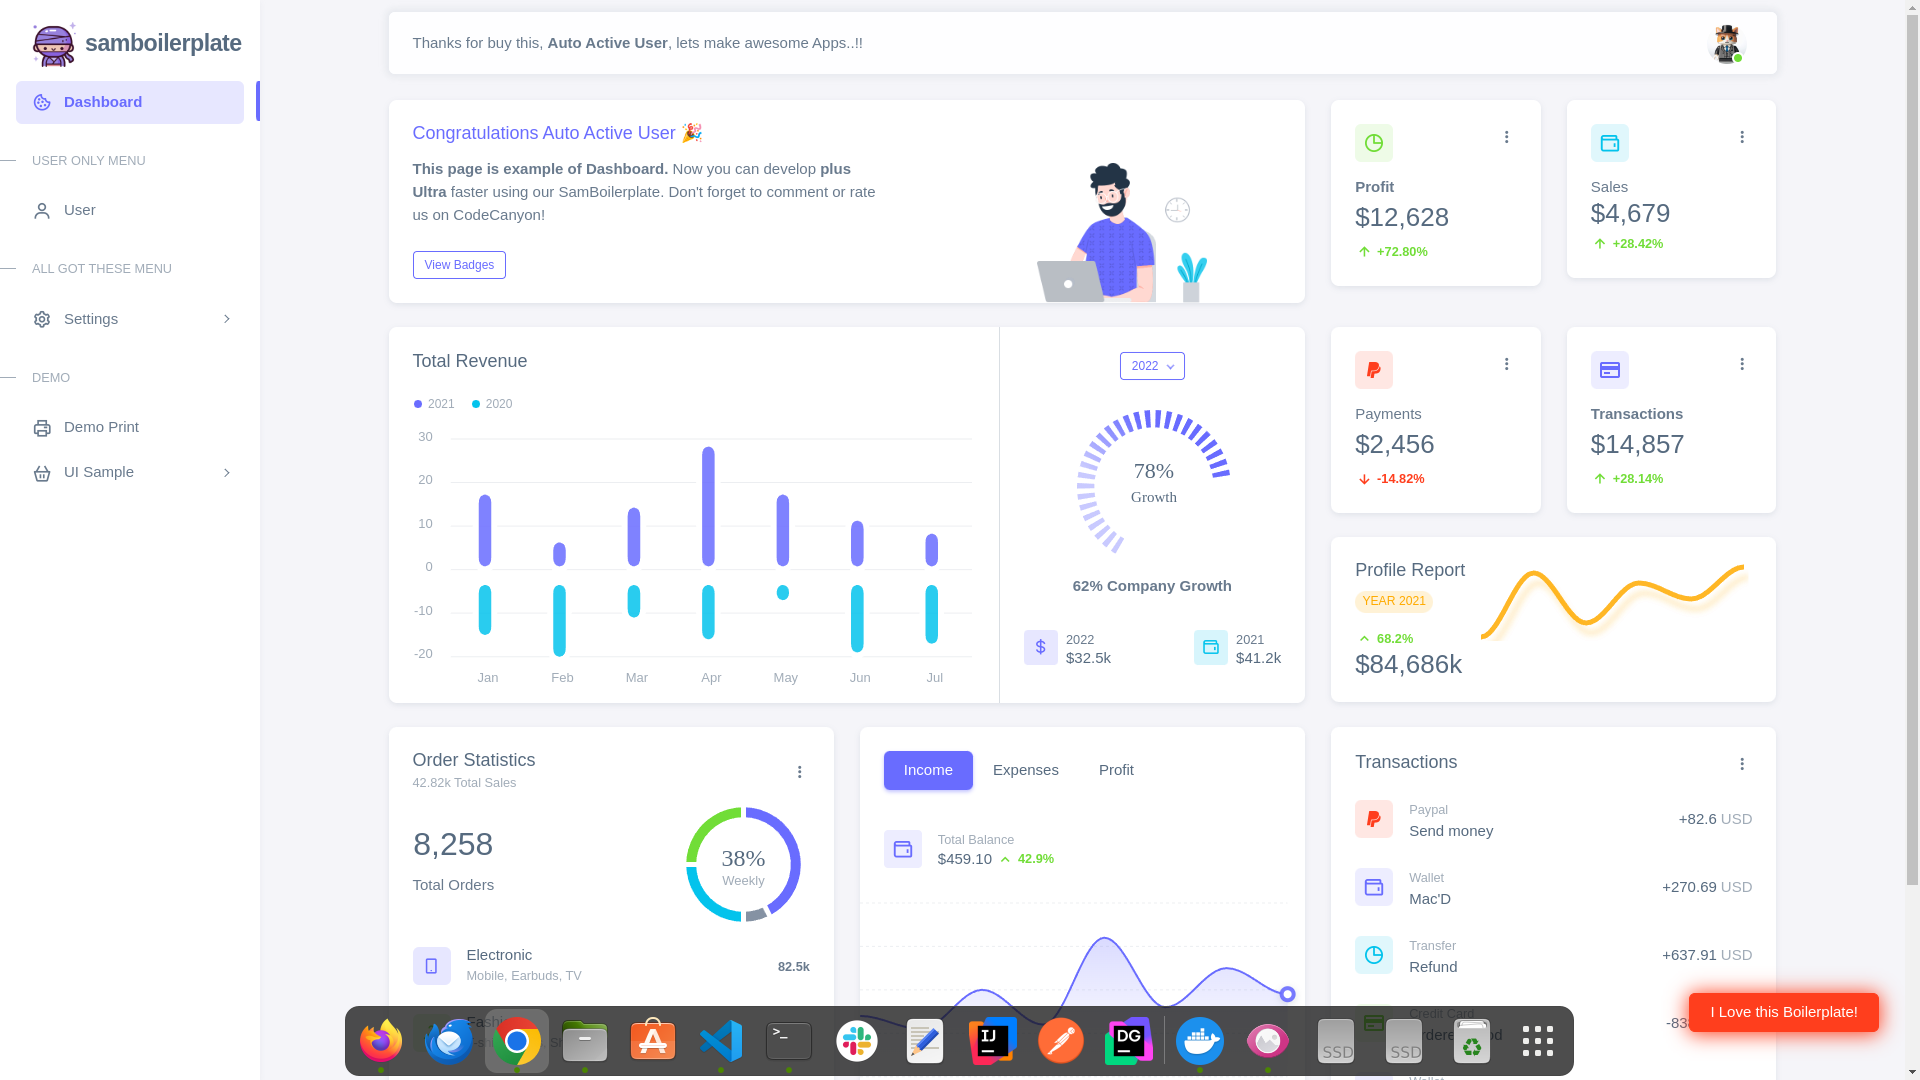 samboilerplate
Dashboard
USER ONLY MENU
User
ALL GOT THESE MENU
Settings
DEMO
Demo Print
UI Sample
Thanks for buy this, Auto Active User, lets make awesome Apps..!!
Congratulations Auto Active User 🎉
This page is example of Dashboard. Now you can develop plus
Ultra faster using our SamBoilerplate. Don't forget to comment or rate
us on CodeCanyon!
View Badges
Profit
$12,628
+72.80%
Sales
$4,679
+28.42%
Total Revenue
2021
2020
30
20
10
0
-10
-20
Jan
Feb
Mar
Apr
May
Jun
Jul
2022
78%
Growth
62% Company Growth
2022
$32.5k
2021
$41.2k
Payments
$2,456
-14.82%
Transactions
$14,857
+28.14%
Profile Report
YEAR 2021
68.2%
$84,686k
Order Statistics
42.82k Total Sales
8,258
Total Orders
38%
Weekly
Electronic
Mobile, Earbuds, TV
82.5k
Income
Expenses
Profit
Total Balance
$459.10
42.9%
Transactions
Paypal
Send money
+82.6 USD
Wallet
Mac'D
+270.69 USD
Transfer
Refund
+637.91 USD
Credit Card
I Love this Boilerplate!
>_
IJ
DG
SSD
SSD